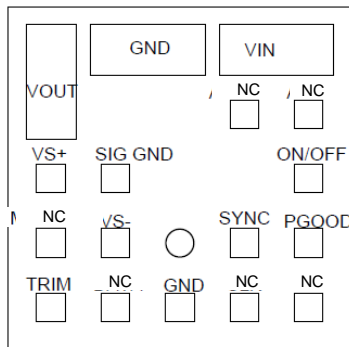 GND VIN
VOUT NC NC
VS+ SIG GND ON/OFF
NC VS- SYNC PGOOD
TRIM NC GND NC NC